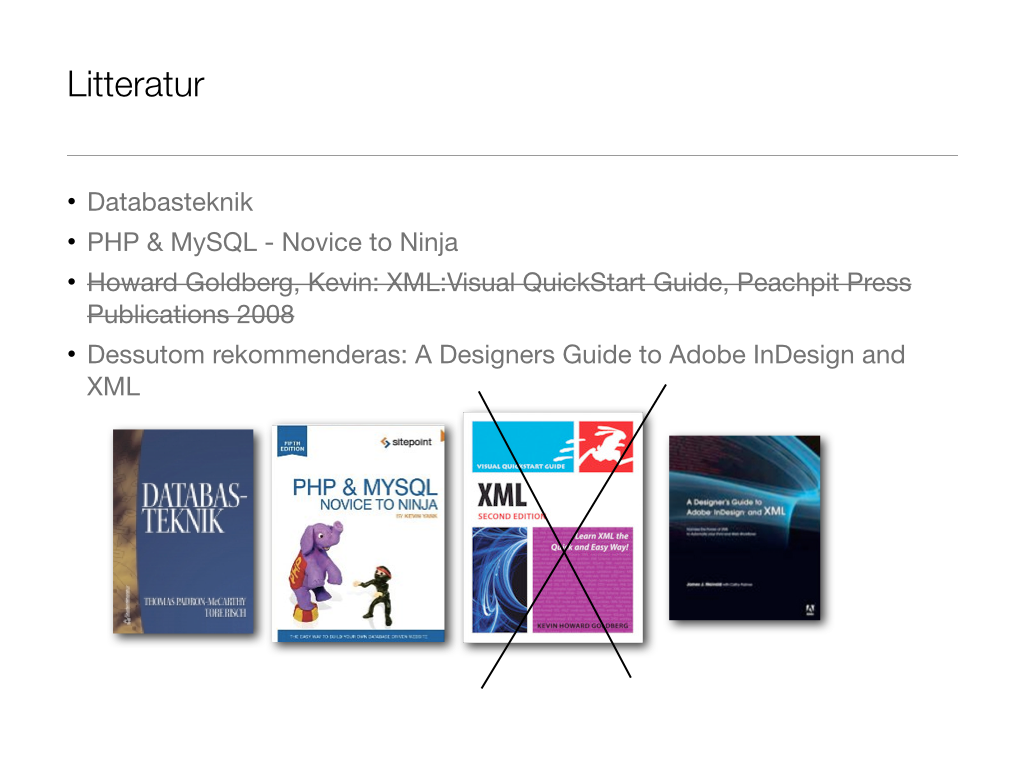 Litteratur
• Databasteknik
• PHP & MySQL - Novice to Ninja
• Howard Goldberg, Kevin: XML:Visual QuickStart Guide, Peachpit Press
Publications 2008
• Dessutom rekommenderas: A Designers Guide to Adobe InDesign and
XML
DATABAS-
TEKNIK
THOMAS PADRON-McCARTHY
TORE RISCH
FIFTH
EDITION
sitepoint
PHP & MYSQL
NOVICE TO NINJA
BY KEVIN YANK
PHP
THE EASY WAY TO BUILD YOUR OWN DATABASE DRIVEN WEBSITE
VISUAL QUICKSTART GUIDE
XML
SECOND EDITION
Learn XML the
Quick and Easy Way!
KEVIN HOWARD GOLDBERG
A Designer's Guide to
Adobe InDesign and XML
James J. Maivald with Cathy Palmer